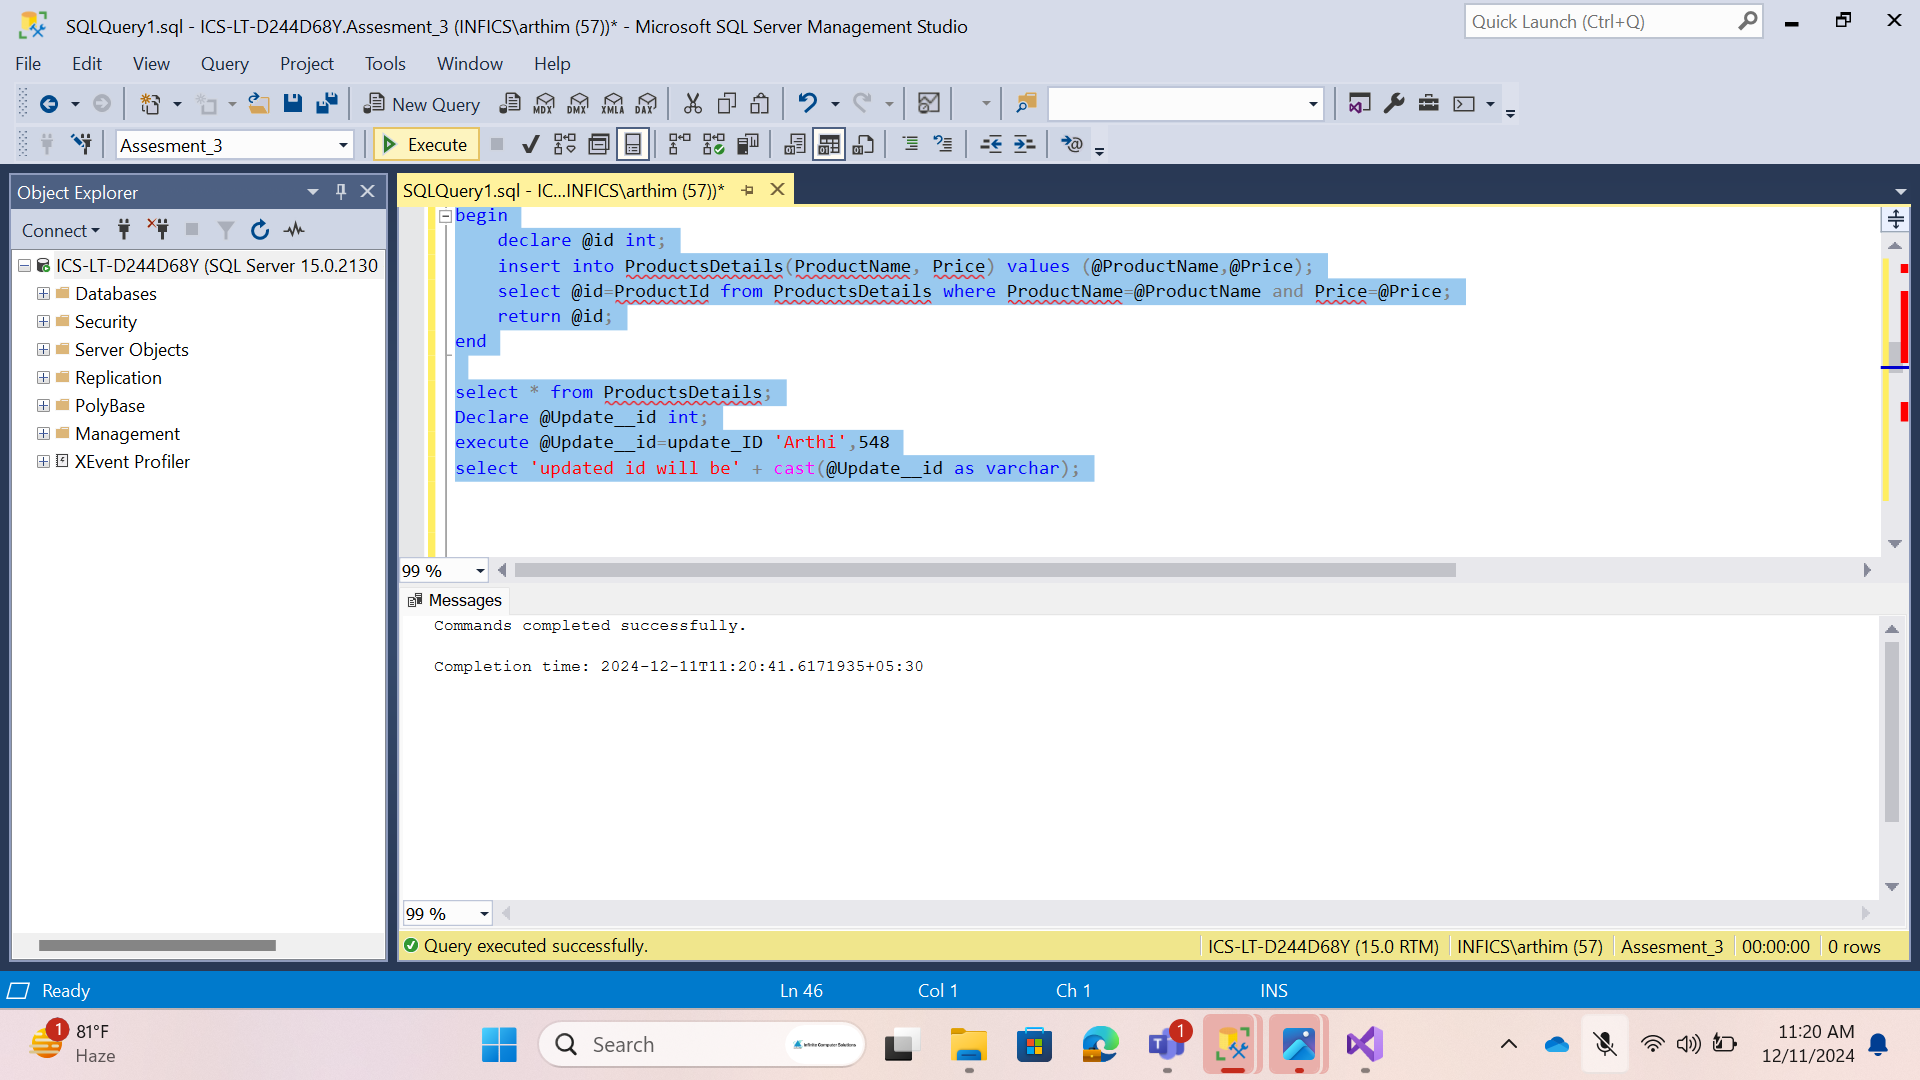 SQLQuery1.sql - ICS-LT-D244D68Y.Assesment_3 (INFICS\arthim (57))* - Microsoft SQL Server Management Studio
Quick Launch (Ctrl+Q)
File Edit View Query Project Tools Window Help
New Query MDX DMX XMLA DAX
Assesment_3 Execute
Object Explorer
SQLQuery1.sql - IC...INFICS\arthim (57))*
Connect
ICS-LT-D244D68Y (SQL Server 15.0.2130
Databases
Security
Server Objects
Replication
PolyBase
Management
XEvent Profiler
begin
declare @id int;
insert into ProductsDetails(ProductName, Price) values (@ProductName,@Price);
select @id=ProductId from ProductsDetails where ProductName=@ProductName and Price=@Price;
return @id;
end
select * from ProductsDetails;
Declare @Update__id int;
execute @Update__id=update_ID 'Arthi',548
select 'updated id will be' + cast(@Update__id as varchar);
99 %
Messages
Commands completed successfully.
Completion time: 2024-12-11T11:20:41.6171935+05:30
99 %
Query executed successfully. ICS-LT-D244D68Y (15.0 RTM) INFICS\arthim (57) Assesment_3 00:00:00 0 rows
Ready Ln 46 Col 1 Ch 1 INS
1 81°F
Haze
Search
Infinite Computer Solutions
1
11:20 AM
12/11/2024